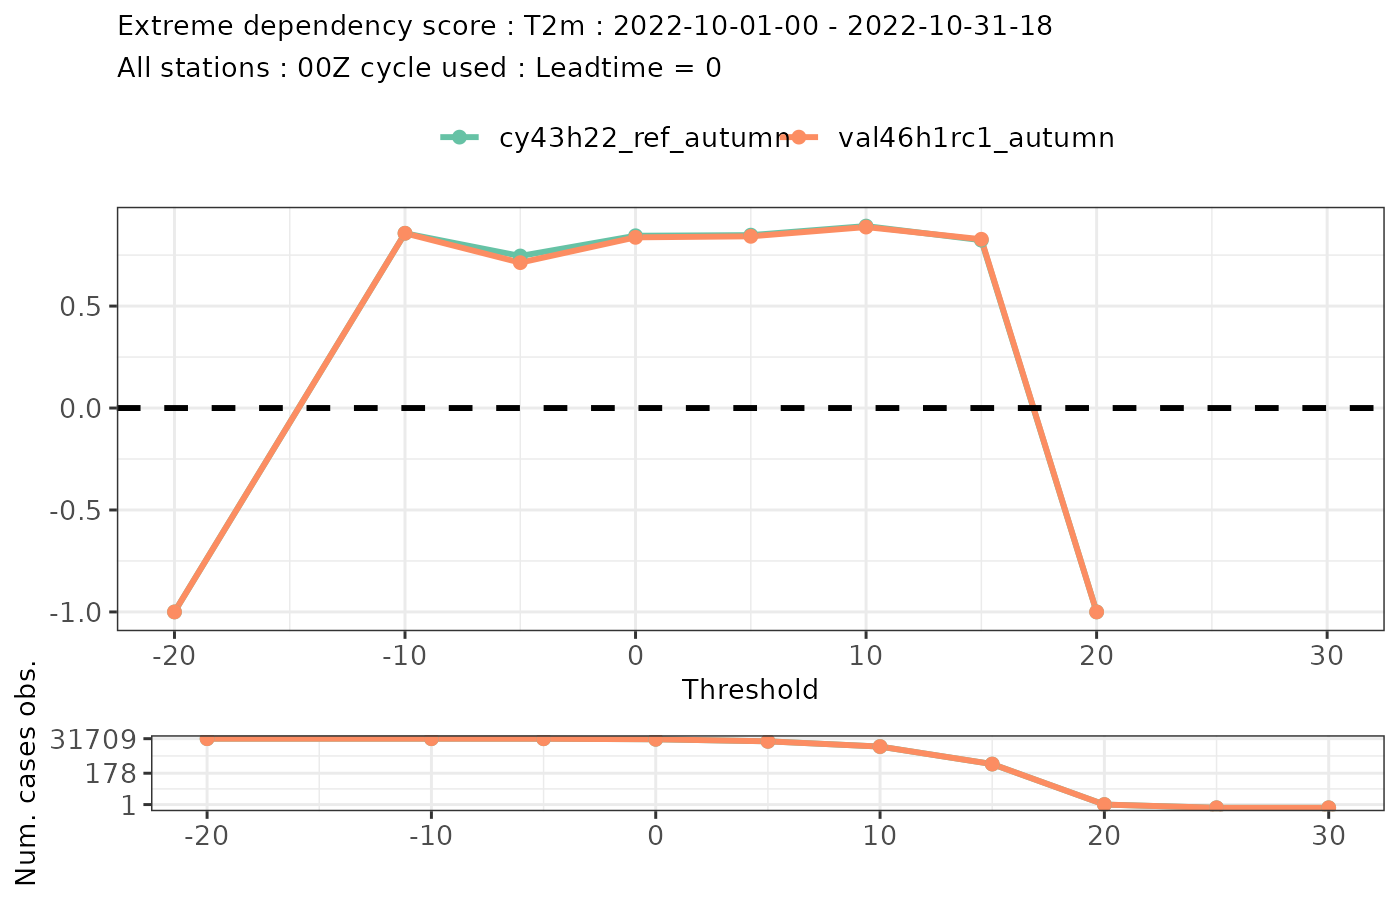 Extreme dependency score : T2m : 2022-10-01-00 - 2022-10-31-18
All stations : 00Z cycle used : Leadtime = 0
cy43h22_ref_autumn val46h1rc1_autumn
0.5
0.0
-0.5
-1.0
-20 -10 0 10 20 30
Threshold
Num. cases obs.
31709
178
1
-20 -10 0 10 20 30